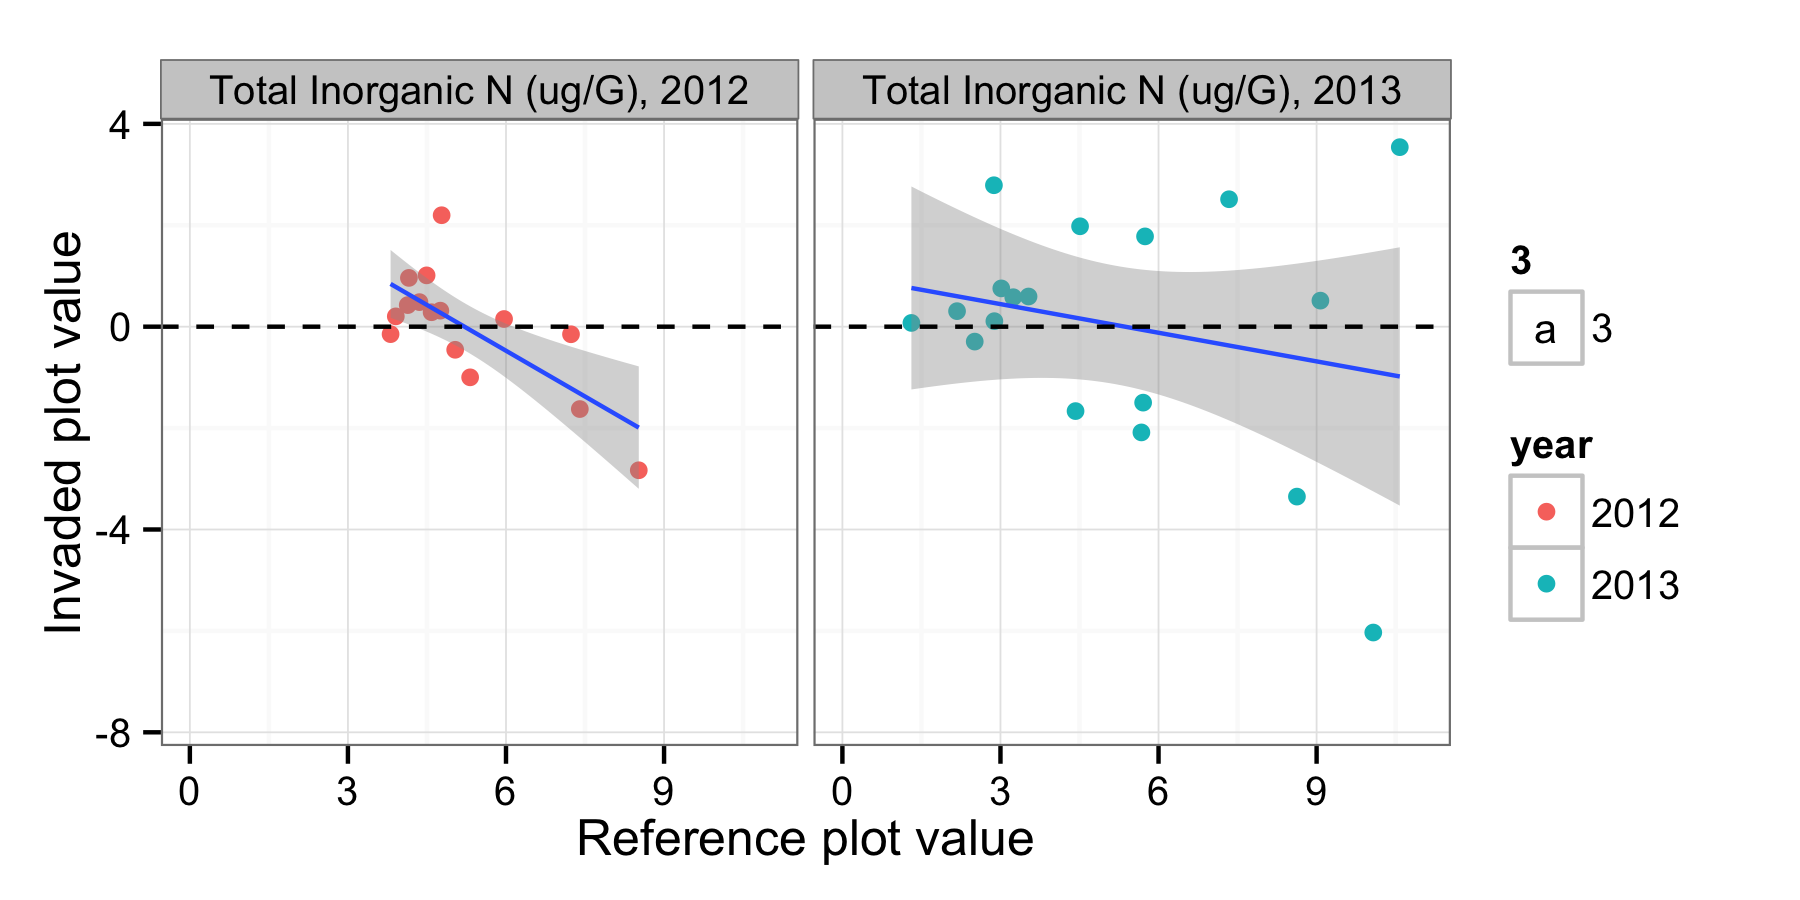 Total Inorganic N (ug/G), 2012
Total Inorganic N (ug/G), 2013
4
0
-4
-8
Invaded plot value
0 3 6 9
0 3 6 9
Reference plot value
3
a 3
year
2012
2013